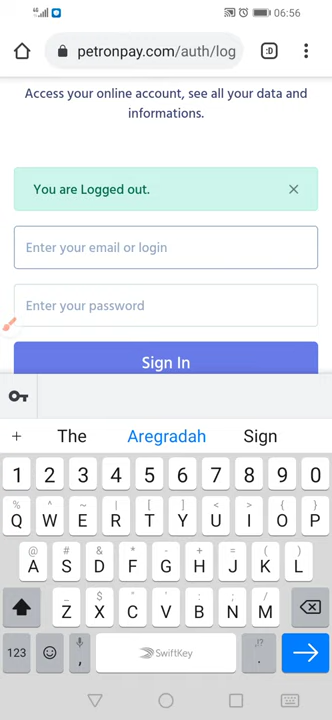 06:56
petronpay.com/auth/log
Access your online account, see all your data and
informations.
You are Logged out.
Enter your email or login
Enter your password
Sign In
+ The Aregradah Sign
1 2 3 4 5 6 7 8 9 0
% ^ ~ | [ ] < > { }
Q W E R T Y U I O P
@ # & * - + = ( )
A S D F G H J K L
_ $ " ' : ; /
Z X C V B N M
123 , SwiftKey .
,!?